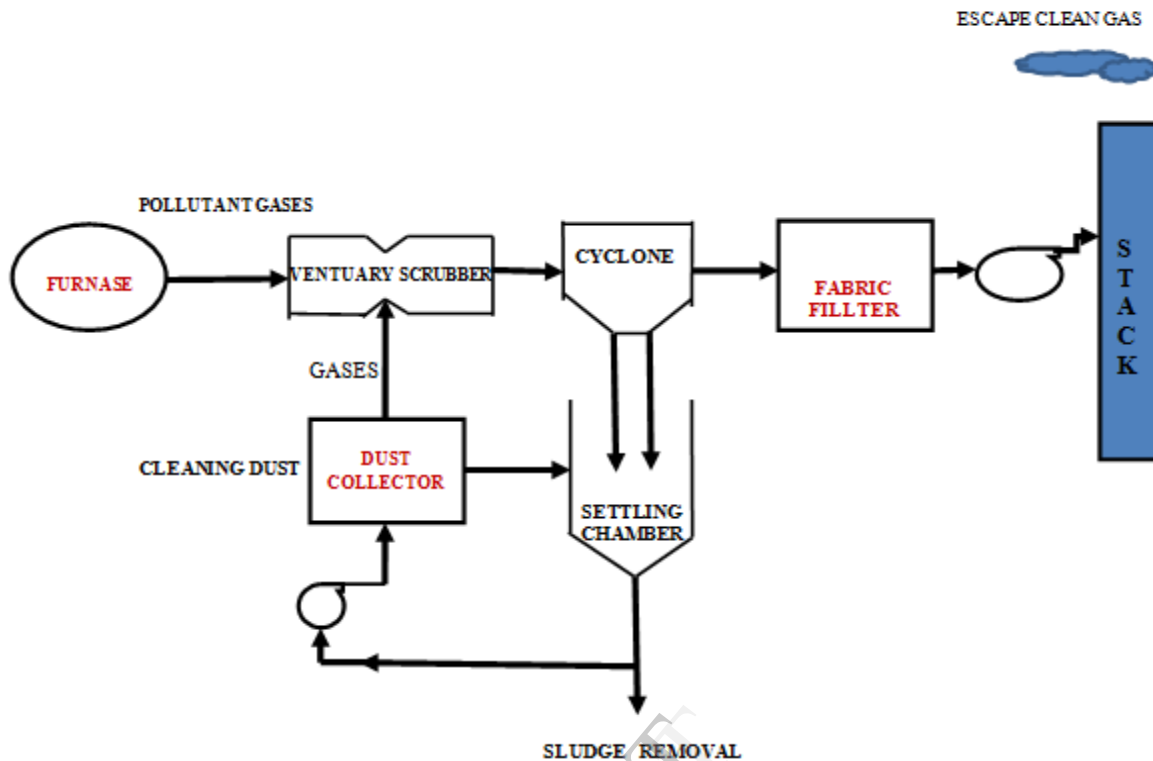 ESCAPE CLEAN GAS
POLLUTANT GASES
FURNASE
VENTUARY SCRUBBER
CYCLONE
FABRIC
FILLTER
S
T
A
C
K
GASES
CLEANING DUST
DUST
COLLECTOR
SETTLING
CHAMBER
SLUDGE REMOVAL